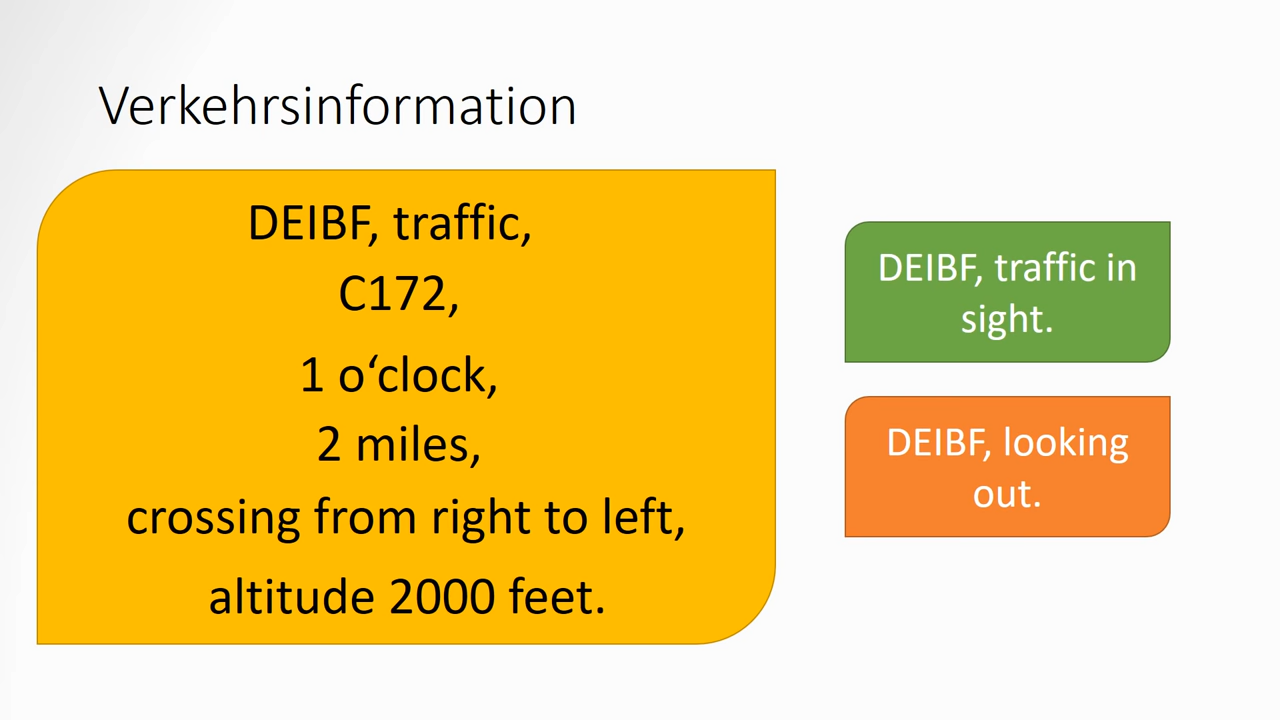 Verkehrsinformation
DEIBF, traffic,
C172,
1 o‘clock,
2 miles,
crossing from right to left,
altitude 2000 feet.
DEIBF, traffic in
sight.
DEIBF, looking
out.